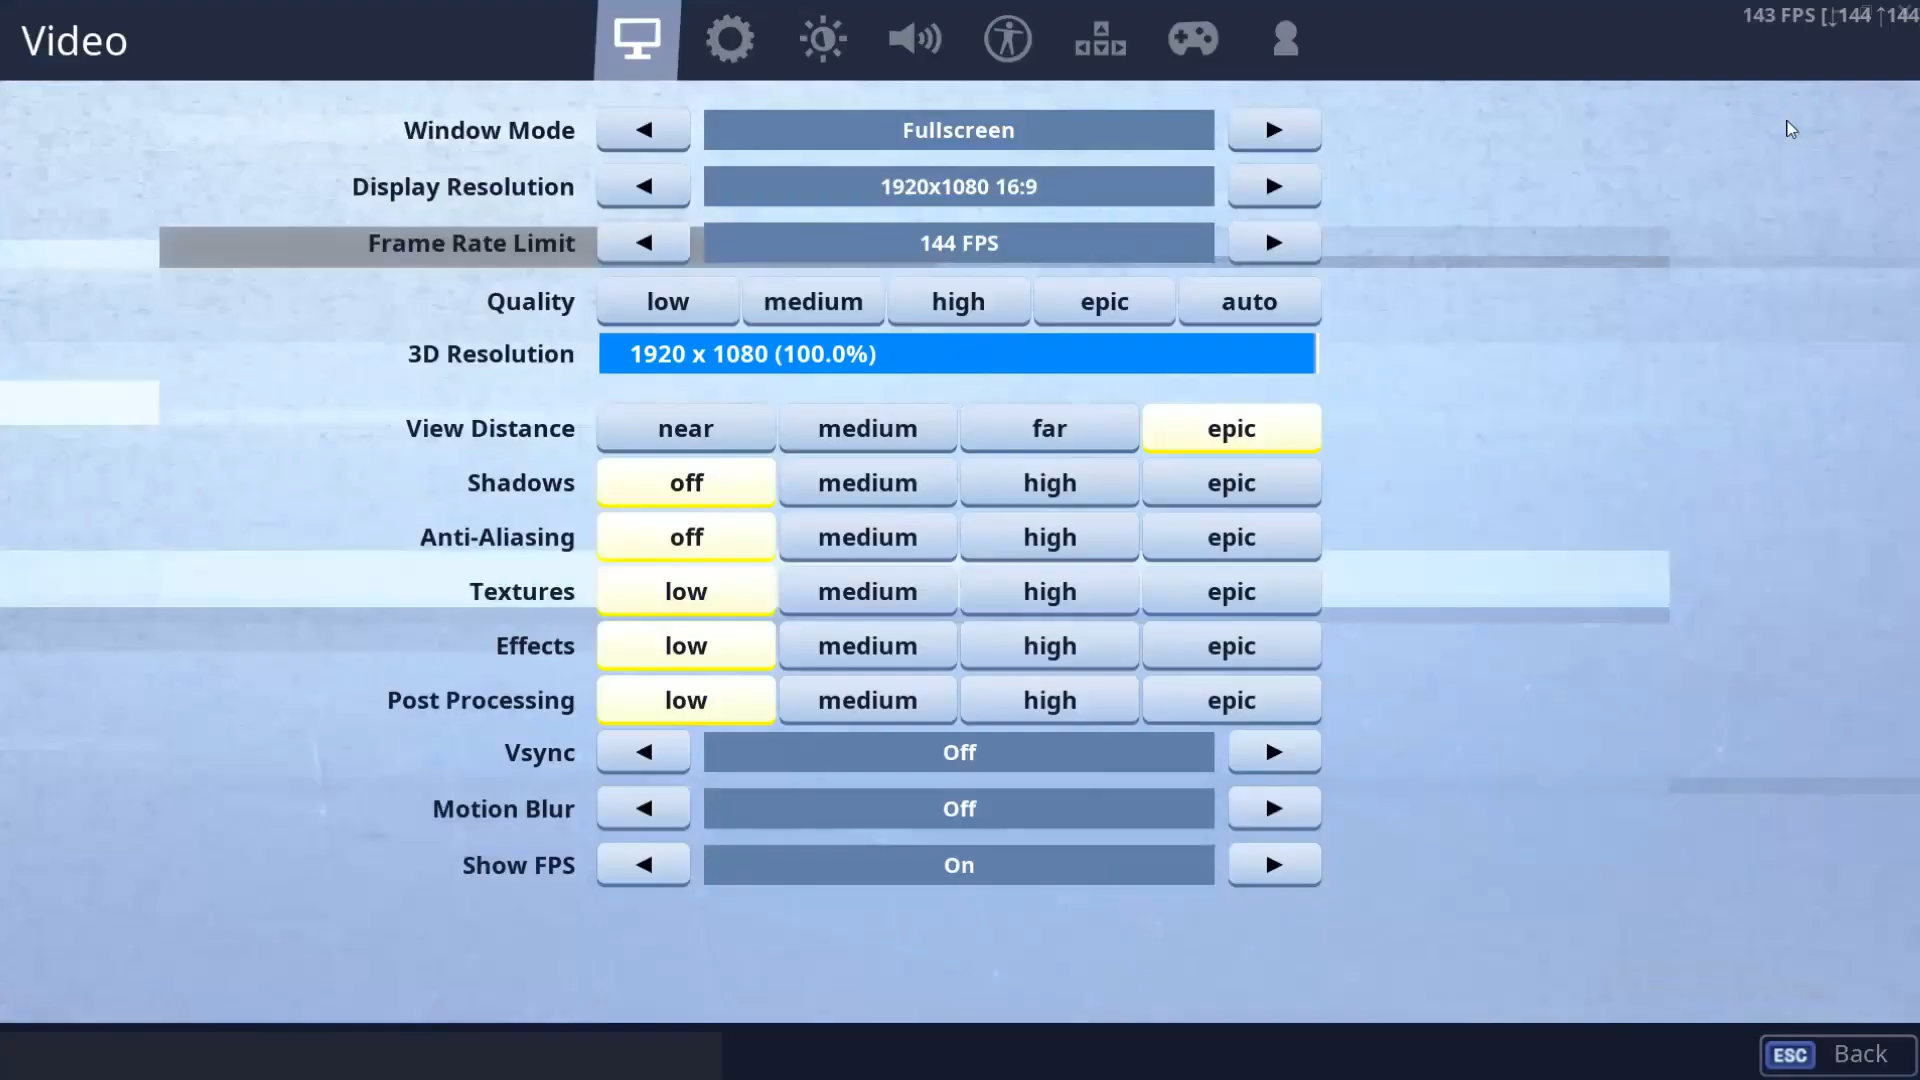 Video
143 FPS [↓144 ↑144
Window Mode ◀ Fullscreen ▶
Display Resolution ◀ 1920x1080 16:9 ▶
Frame Rate Limit ◀ 144 FPS ▶
Quality low medium high epic auto
3D Resolution 1920 x 1080 (100.0%)
View Distance near medium far epic
Shadows off medium high epic
Anti-Aliasing off medium high epic
Textures low medium high epic
Effects low medium high epic
Post Processing low medium high epic
Vsync ◀ Off ▶
Motion Blur ◀ Off ▶
Show FPS ◀ On ▶
ESC Back